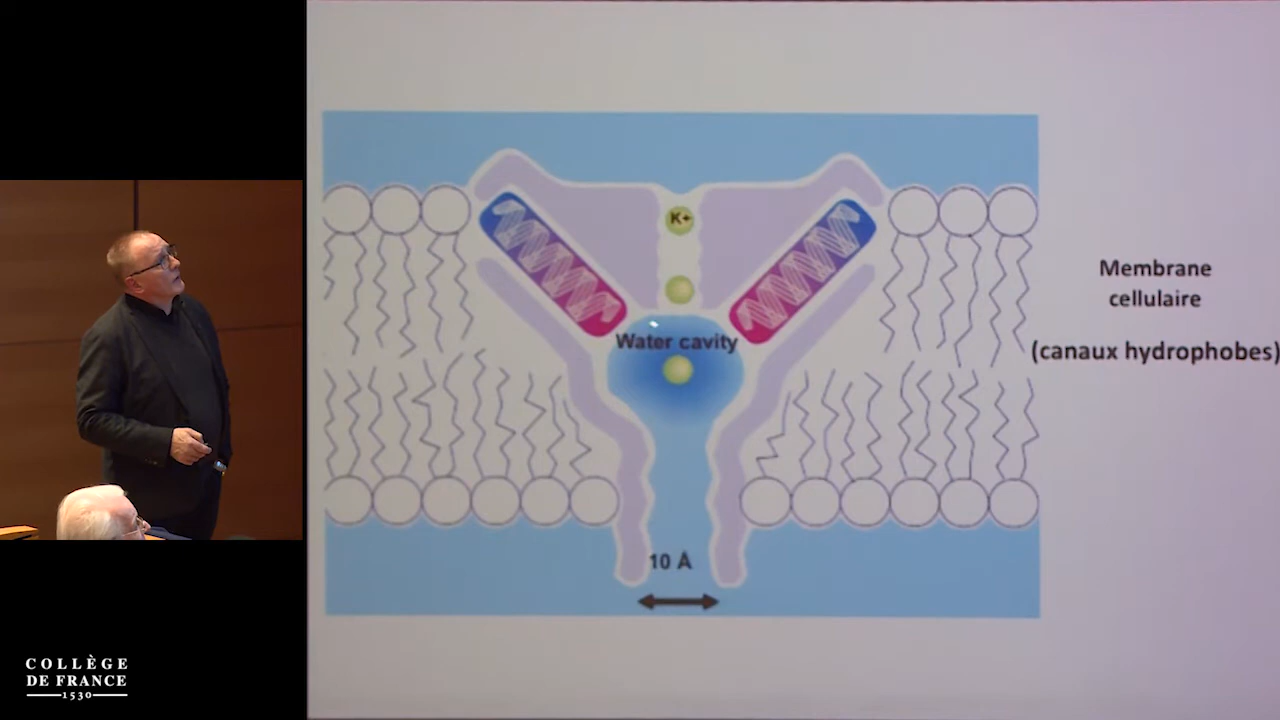 K+
Water cavity
10 Å
Membrane
cellulaire
(canaux hydrophobes)
COLLÈGE
DE FRANCE
1530